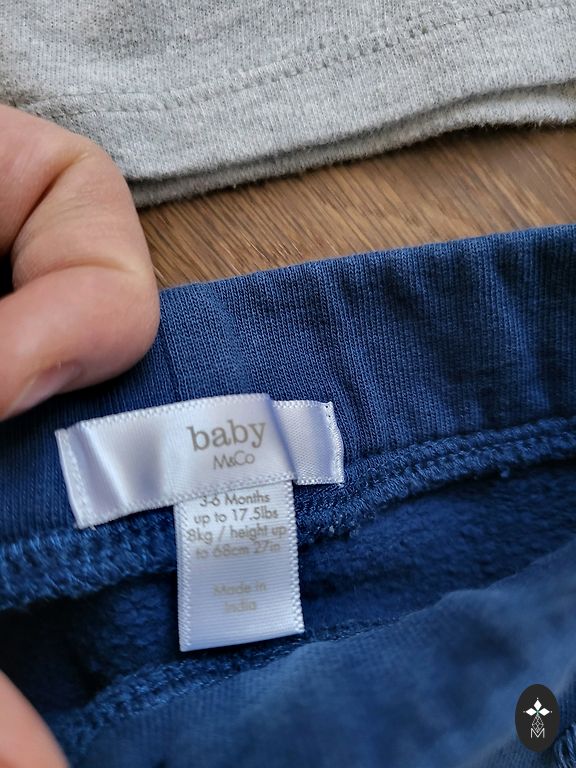 baby
M&Co
3-6 Months
up to 17.5lbs
8kg / height up
to 68cm 27in
Made in
India
M